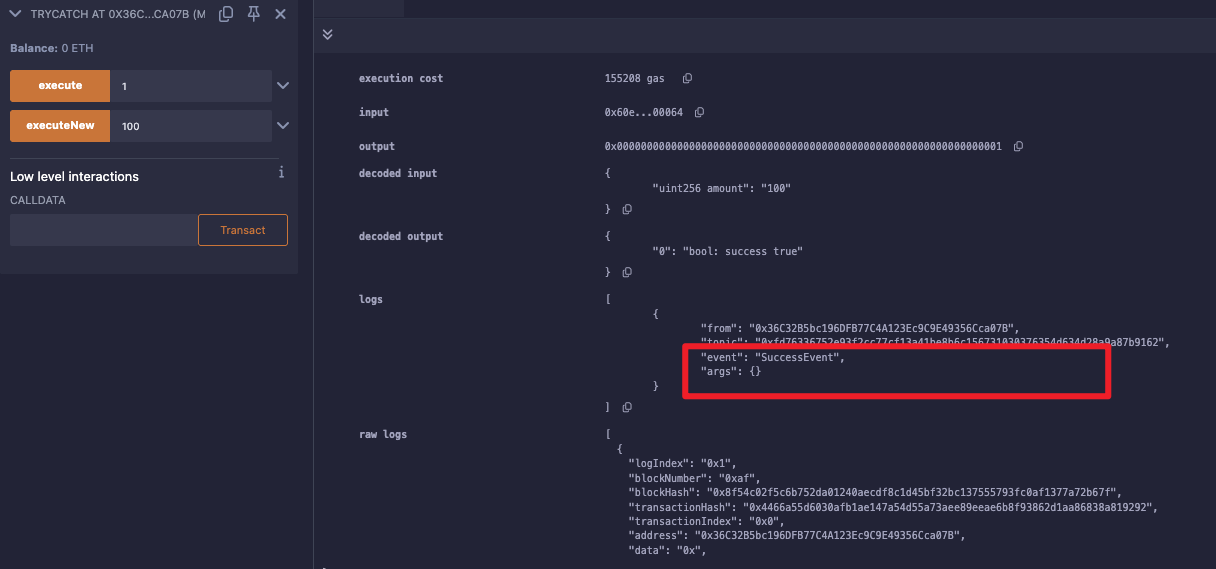 TRYCATCH AT 0X36C...CA07B (M
Balance: 0 ETH
execute 1
executeNew 100
Low level interactions i
CALLDATA
Transact
execution cost 155208 gas
input 0x60e...00064
output 0x0000000000000000000000000000000000000000000000000000000000000001
decoded input {
"uint256 amount": "100"
}
decoded output {
"0": "bool: success true"
}
logs [
{
"from": "0x36C32B5bc196DFB77C4A123Ec9C9E49356Cca07B",
"topic":
"event": "SuccessEvent",
"args": {}
}
]
raw logs [
{
"logIndex": "0x1",
"blockNumber": "0xaf",
"blockHash": "0x8f54c02f5c6b752da01240aecdf8c1d45bf32bc137555793fc0af1377a72b67f",
"transactionHash": "0x4466a55d6030afb1ae147a54d55a73aee89eeae6b8f93862d1aa86838a819292",
"transactionIndex": "0x0",
"address": "0x36C32B5bc196DFB77C4A123Ec9C9E49356Cca07B",
"data": "0x",